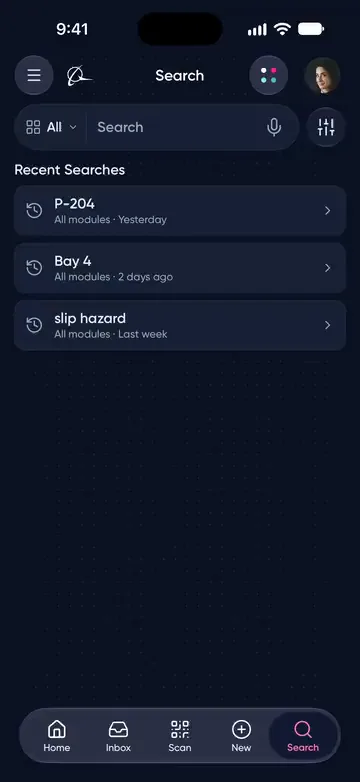 9:41
Search
All
Search
Recent Searches
P-204
All modules · Yesterday
Bay 4
All modules · 2 days ago
slip hazard
All modules · Last week
Home
Inbox
Scan
New
Search